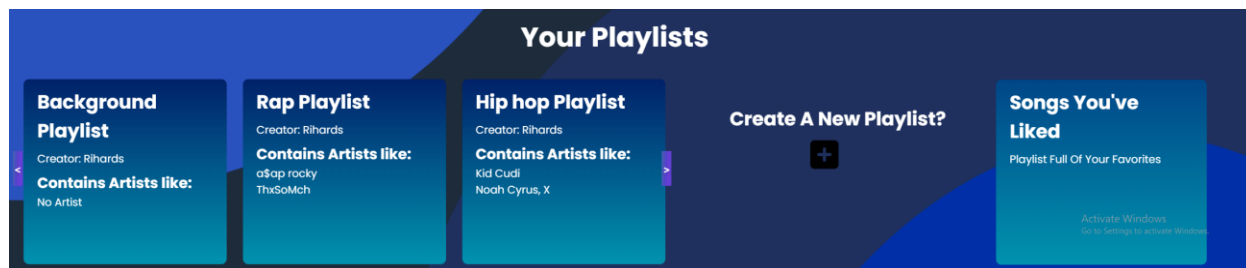 Your Playlists
<
Background
Playlist
Creator: Rihards
Contains Artists like:
No Artist
Rap Playlist
Creator: Rihards
Contains Artists like:
a$ap rocky
ThxSoMch
Hip hop Playlist
Creator: Rihards
Contains Artists like:
Kid Cudi
Noah Cyrus, X
>
Create A New Playlist?
+
Songs You've
Liked
Playlist Full Of Your Favorites
Activate Windows
Go to Settings to activate Windows.